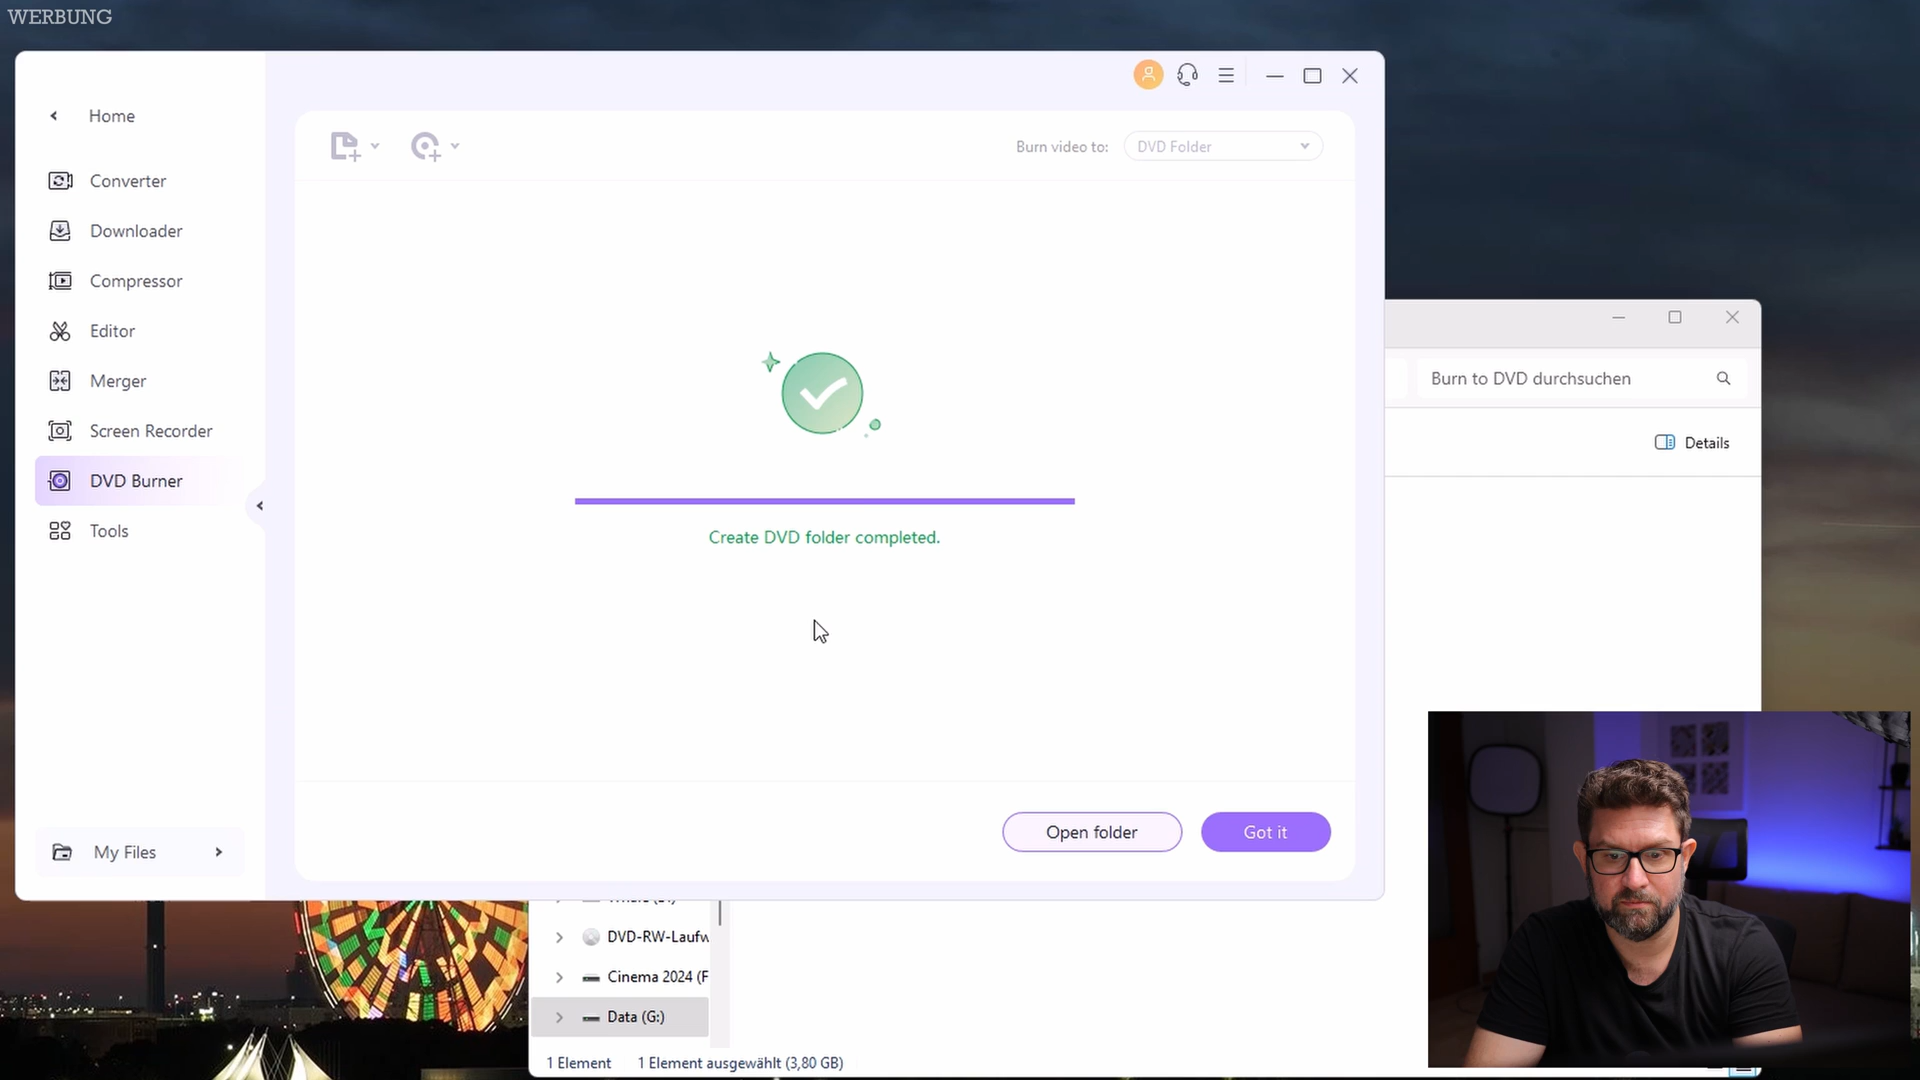 WERBUNG
Home
Converter
Downloader
Compressor
Editor
Merger
Screen Recorder
DVD Burner
Tools
My Files
Burn video to:
DVD Folder
Create DVD folder completed.
Open folder
Got it
Burn to DVD durchsuchen
Details
DVD-RW-Laufw
Cinema 2024 (F
Data (G:)
1 Element
1 Element ausgewählt (3,80 GB)